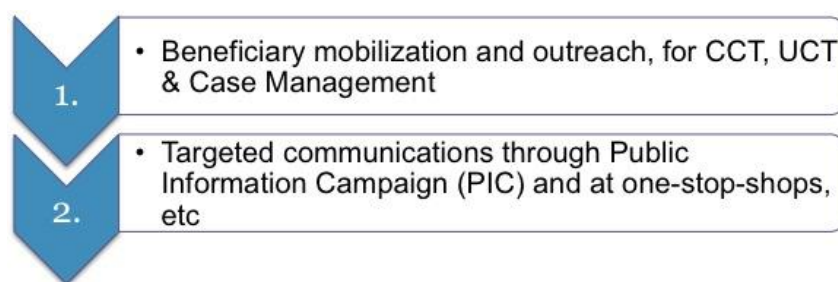 1.
• Beneficiary mobilization and outreach, for CCT, UCT
& Case Management
2.
• Targeted communications through Public
Information Campaign (PIC) and at one-stop-shops,
etc